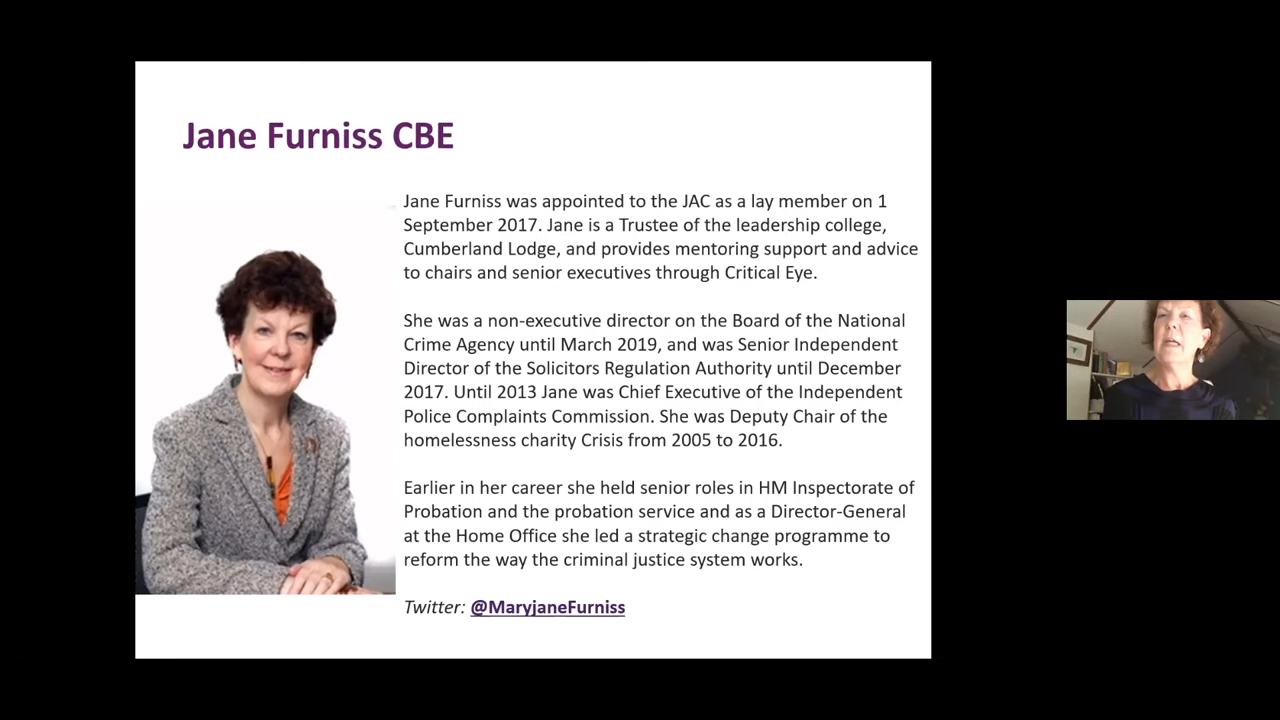 Jane Furniss CBE
Jane Furniss was appointed to the JAC as a lay member on 1
September 2017. Jane is a Trustee of the leadership college,
Cumberland Lodge, and provides mentoring support and advice
to chairs and senior executives through Critical Eye.
She was a non-executive director on the Board of the National
Crime Agency until March 2019, and was Senior Independent
Director of the Solicitors Regulation Authority until December
2017. Until 2013 Jane was Chief Executive of the Independent
Police Complaints Commission. She was Deputy Chair of the
homelessness charity Crisis from 2005 to 2016.
Earlier in her career she held senior roles in HM Inspectorate of
Probation and the probation service and as a Director-General
at the Home Office she led a strategic change programme to
reform the way the criminal justice system works.
Twitter: @MaryjaneFurniss